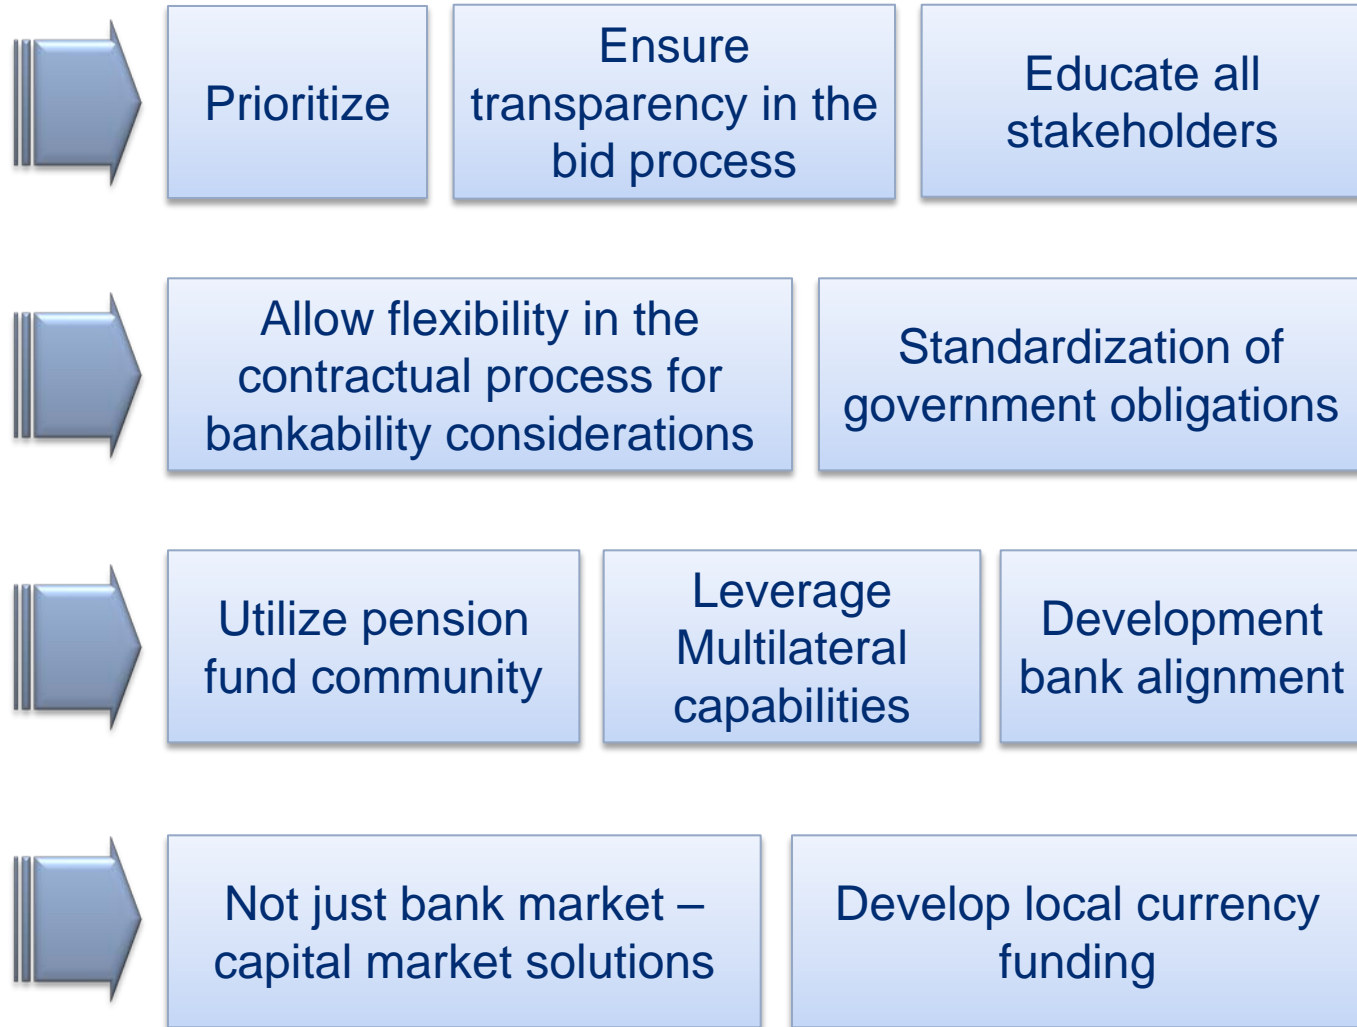 Prioritize
Ensure
transparency in the
bid process
Educate all
stakeholders
Allow flexibility in the
contractual process for
bankability considerations
Standardization of
government obligations
Utilize pension
fund community
Leverage
Multilateral
capabilities
Development
bank alignment
Not just bank market –
capital market solutions
Develop local currency
funding